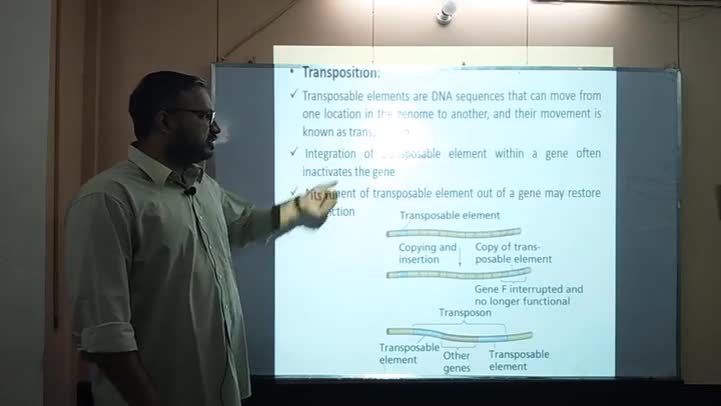 • Transposition:
✓ Transposable elements are DNA sequences that can move from
one location in the genome to another, and their movement is
known as
✓ Integration of transposable element within a gene often
inactivates the gene
of transposable element out of a gene may restore
Transposable element
Copying and
insertion
Copy of trans-
posable element
Gene F interrupted and
no longer functional
Transposon
Transposable
element
Other
genes
Transposable
element